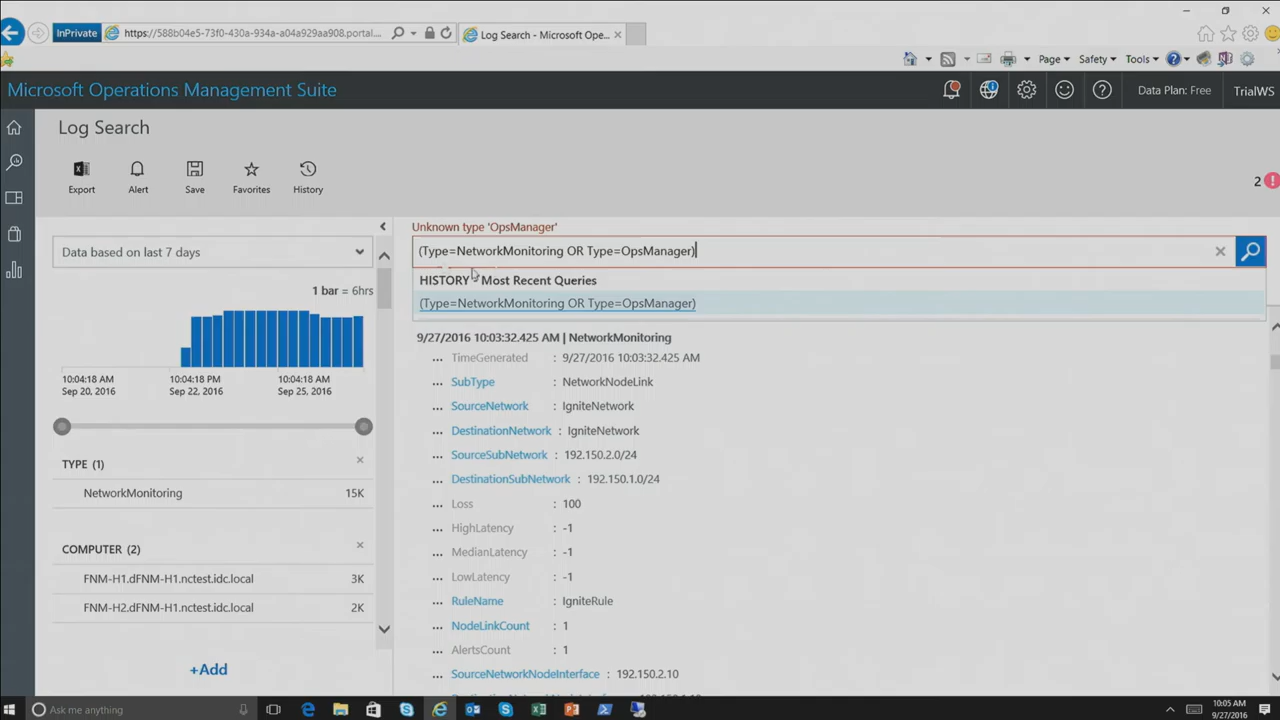 InPrivate
https://588b04e5-73f0-430a-934a-a04a929aa908.portal....
Log Search - Microsoft Ope...
Page
Safety
Tools
Microsoft Operations Management Suite
Data Plan: Free
TrialWS
Log Search
Export
Alert
Save
Favorites
History
2
Data based on last 7 days
1 bar = 6hrs
10:04:18 AM
Sep 20, 2016
10:04:18 PM
Sep 22, 2016
10:04:18 AM
Sep 25, 2016
TYPE (1)
NetworkMonitoring 15K
COMPUTER (2)
FNM-H1.dFNM-H1.nctest.idc.local 3K
FNM-H2.dFNM-H1.nctest.idc.local 2K
+Add
Unknown type 'OpsManager'
(Type=NetworkMonitoring OR Type=OpsManager)
HISTORY - Most Recent Queries
(Type=NetworkMonitoring OR Type=OpsManager)
9/27/2016 10:03:32.425 AM | NetworkMonitoring
... TimeGenerated : 9/27/2016 10:03:32.425 AM
... SubType : NetworkNodeLink
... SourceNetwork : IgniteNetwork
... DestinationNetwork : IgniteNetwork
... SourceSubNetwork : 192.150.2.0/24
... DestinationSubNetwork : 192.150.1.0/24
... Loss : 100
... HighLatency : -1
... MedianLatency : -1
... LowLatency : -1
... RuleName : IgniteRule
... NodeLinkCount : 1
... AlertsCount : 1
... SourceNetworkNodeInterface : 192.150.2.10
Ask me anything
10:05 AM
9/27/2016